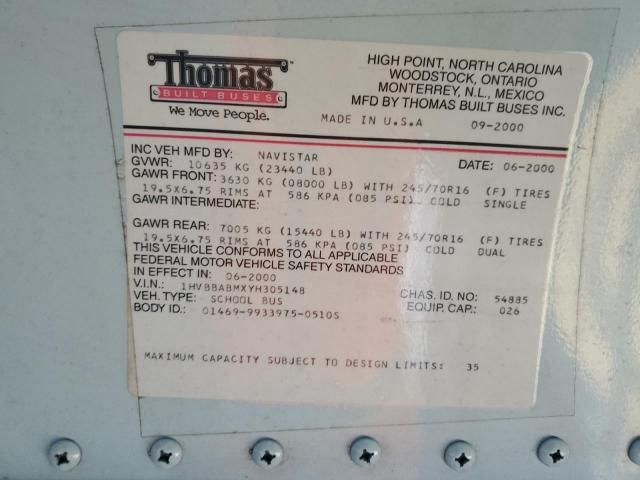 Thomas
BUILT BUSES
We Move People.
HIGH POINT, NORTH CAROLINA
WOODSTOCK, ONTARIO
MONTERREY, N.L., MEXICO
MFD BY THOMAS BUILT BUSES INC.
MADE IN U.S.A 09-2000
INC VEH MFD BY: NAVISTAR DATE: 06-2000
GVWR: 10635 KG (23440 LB)
GAWR FRONT: 3630 KG (08000 LB) WITH 245/70R16 (F) TIRES
19.5X6.75 RIMS AT 586 KPA (085 PSI) COLD SINGLE
GAWR INTERMEDIATE:
GAWR REAR: 7005 KG (15440 LB) WITH 245/70R16 (F) TIRES
19.5X6.75 RIMS AT 586 KPA (085 PSI) COLD DUAL
THIS VEHICLE CONFORMS TO ALL APPLICABLE
FEDERAL MOTOR VEHICLE SAFETY STANDARDS
IN EFFECT IN: 06-2000
V.I.N.: 1HVBBABMXYH305148 CHAS. ID. NO: 54885
VEH. TYPE: SCHOOL BUS EQUIP. CAP.: 026
BODY ID.: 01469-9933975-0510S
MAXIMUM CAPACITY SUBJECT TO DESIGN LIMITS: 35